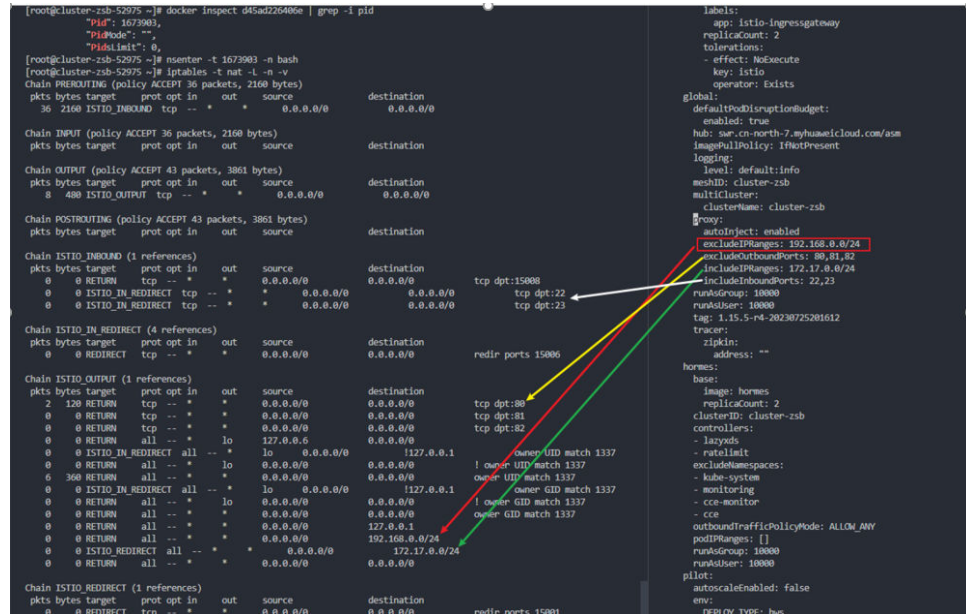 [root@cluster-zsb-52975 ~]# docker inspect d45ad226406e | grep -i pid
"Pid": 1673903,
"PidMode": "",
"PidsLimit": 0,
[root@cluster-zsb-52975 ~]# nsenter -t 1673903 -n bash
[root@cluster-zsb-52975 ~]# iptables -t nat -L -n -v
Chain PREROUTING (policy ACCEPT 36 packets, 2160 bytes)
pkts bytes target prot opt in out source destination
36 2160 ISTIO_INBOUND tcp -- * * 0.0.0.0/0 0.0.0.0/0
Chain INPUT (policy ACCEPT 36 packets, 2160 bytes)
pkts bytes target prot opt in out source destination
Chain OUTPUT (policy ACCEPT 43 packets, 3861 bytes)
pkts bytes target prot opt in out source destination
8 480 ISTIO_OUTPUT tcp -- * * 0.0.0.0/0 0.0.0.0/0
Chain POSTROUTING (policy ACCEPT 43 packets, 3861 bytes)
pkts bytes target prot opt in out source destination
Chain ISTIO_INBOUND (1 references)
pkts bytes target prot opt in out source destination
0 0 RETURN tcp -- * * 0.0.0.0/0 0.0.0.0/0 tcp dpt:15008
0 0 ISTIO_IN_REDIRECT tcp -- * * 0.0.0.0/0 0.0.0.0/0 tcp dpt:22
0 0 ISTIO_IN_REDIRECT tcp -- * * 0.0.0.0/0 0.0.0.0/0 tcp dpt:23
Chain ISTIO_IN_REDIRECT (4 references)
pkts bytes target prot opt in out source destination
0 0 REDIRECT tcp -- * * 0.0.0.0/0 0.0.0.0/0 redir ports 15006
Chain ISTIO_OUTPUT (1 references)
pkts bytes target prot opt in out source destination
2 120 RETURN tcp -- * * 0.0.0.0/0 0.0.0.0/0 tcp dpt:80
0 0 RETURN tcp -- * * 0.0.0.0/0 0.0.0.0/0 tcp dpt:81
0 0 RETURN tcp -- * * 0.0.0.0/0 0.0.0.0/0 tcp dpt:82
0 0 RETURN all -- * lo 127.0.0.6 0.0.0.0/0
0 0 ISTIO_IN_REDIRECT all -- * lo 0.0.0.0/0 !127.0.0.1 owner UID match 1337
0 0 RETURN all -- * lo 0.0.0.0/0 0.0.0.0/0 ! owner UID match 1337
6 360 RETURN all -- * * 0.0.0.0/0 0.0.0.0/0 owner UID match 1337
0 0 ISTIO_IN_REDIRECT all -- * lo 0.0.0.0/0 !127.0.0.1 owner GID match 1337
0 0 RETURN all -- * lo 0.0.0.0/0 0.0.0.0/0 ! owner GID match 1337
0 0 RETURN all -- * * 0.0.0.0/0 0.0.0.0/0 owner GID match 1337
0 0 RETURN all -- * * 0.0.0.0/0 127.0.0.1
0 0 RETURN all -- * * 0.0.0.0/0 192.168.0.0/24
0 0 ISTIO_REDIRECT all -- * * 0.0.0.0/0 172.17.0.0/24
0 0 RETURN all -- * * 0.0.0.0/0 0.0.0.0/0
Chain ISTIO_REDIRECT (1 references)
pkts bytes target prot opt in out source destination
0 0 REDIRECT tcp -- * * 0.0.0.0/0 0.0.0.0/0 redir ports 15001
labels:
app: istio-ingressgateway
replicaCount: 2
tolerations:
- effect: NoExecute
key: istio
operator: Exists
global:
defaultPodDisruptionBudget:
enabled: true
hub: swr.cn-north-7.myhuaweicloud.com/asm
imagePullPolicy: IfNotPresent
logging:
level: default:info
meshID: cluster-zsb
multiCluster:
clusterName: cluster-zsb
proxy:
autoInject: enabled
excludeIPRanges: 192.168.0.0/24
excludeOutboundPorts: 80,81,82
includeIPRanges: 172.17.0.0/24
includeInboundPorts: 22,23
runAsGroup: 10000
runAsUser: 10000
tag: 1.15.5-r4-20230725201612
tracer:
zipkin:
address: ""
hormes:
base:
image: hormes
replicaCount: 2
clusterID: cluster-zsb
controllers:
- lazyxds
- ratelimit
excludeNamespaces:
- kube-system
- monitoring
- cce-monitor
- cce
outboundTrafficPolicyMode: ALLOW_ANY
podIPRanges: []
runAsGroup: 10000
runAsUser: 10000
pilot:
autoscaleEnabled: false
env:
DEPLOY_TYPE: hws